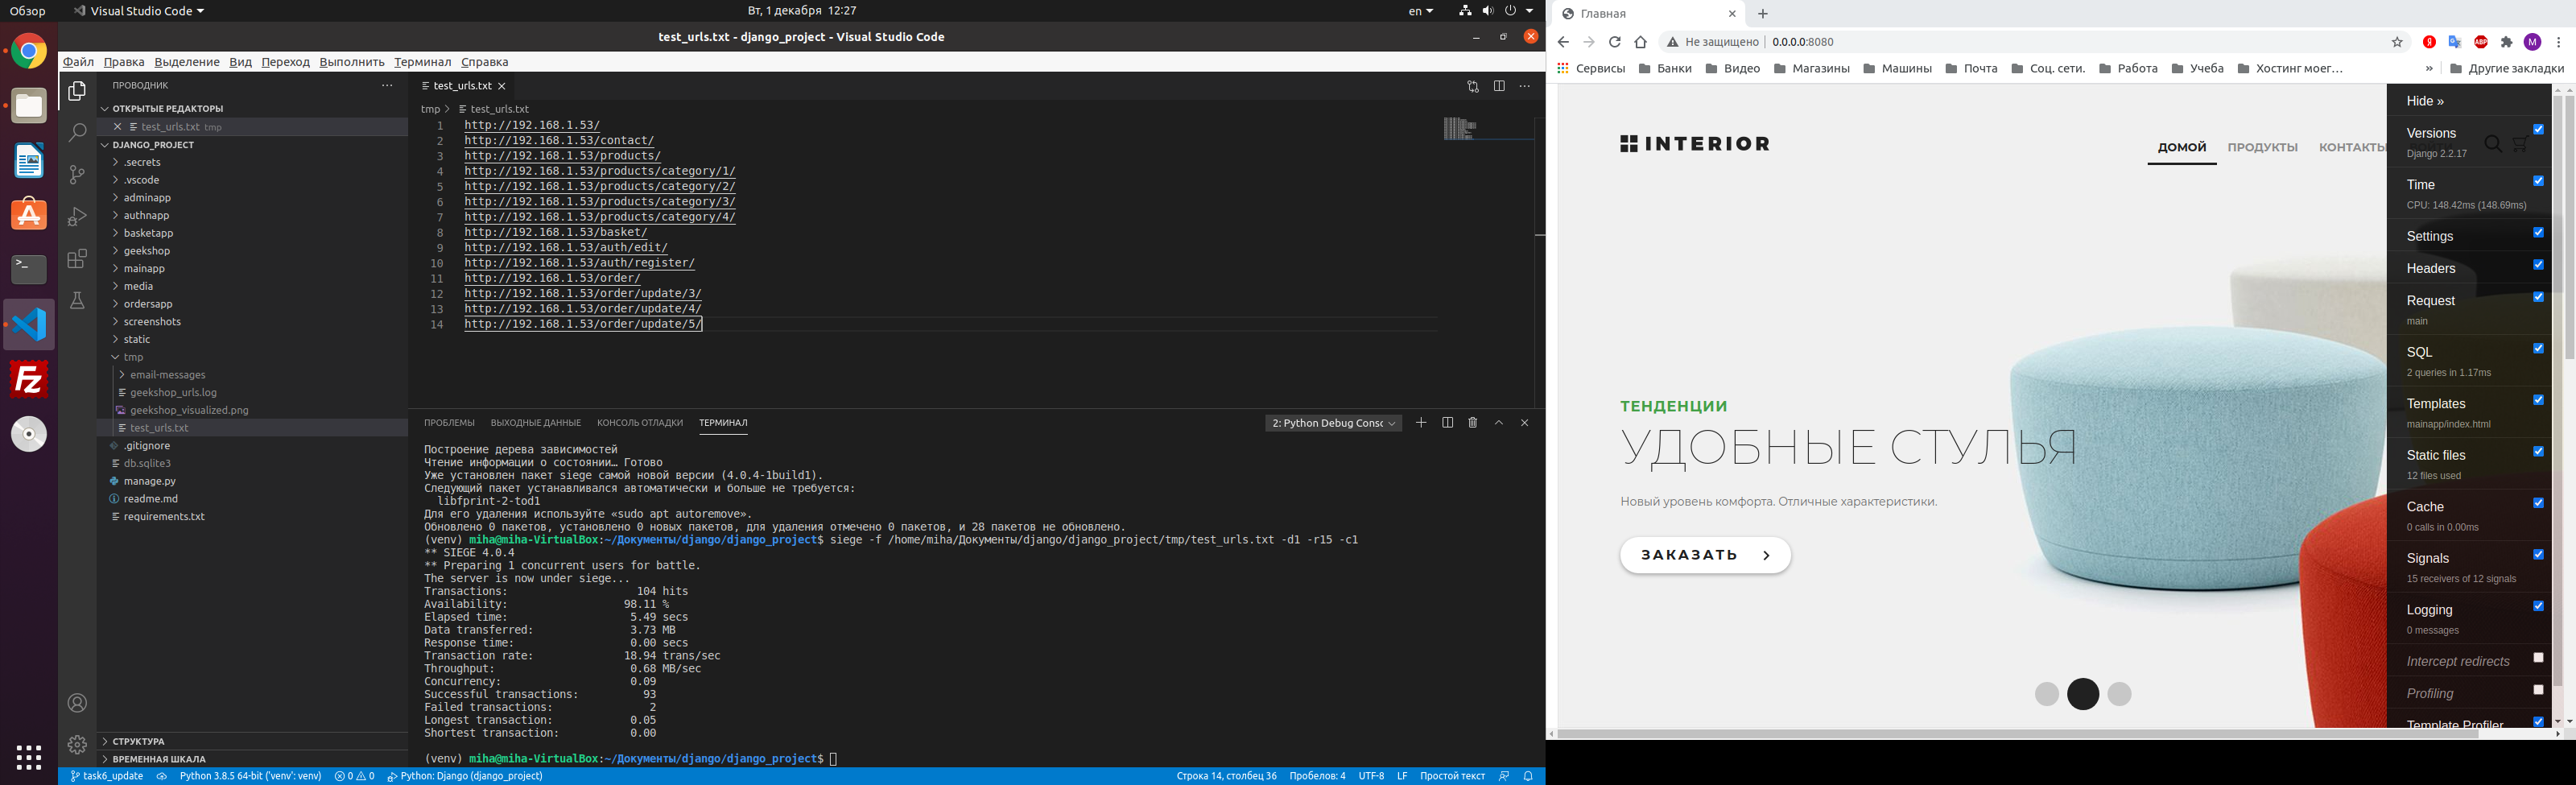 Обзор
Visual Studio Code
Вт, 1 декабря 12:27
en
test_urls.txt - django_project - Visual Studio Code
Файл Правка Выделение Вид Переход Выполнить Терминал Справка
ПРОВОДНИК
ОТКРЫТЫЕ РЕДАКТОРЫ
test_urls.txt tmp
DJANGO_PROJECT
.secrets
.vscode
adminapp
authnapp
basketapp
geekshop
mainapp
media
ordersapp
screenshots
static
tmp
email-messages
geekshop_urls.log
geekshop_visualized.png
test_urls.txt
.gitignore
db.sqlite3
manage.py
readme.md
requirements.txt
СТРУКТУРА
ВРЕМЕННАЯ ШКАЛА
test_urls.txt
tmp > test_urls.txt
1 http://192.168.1.53/
2 http://192.168.1.53/contact/
3 http://192.168.1.53/products/
4 http://192.168.1.53/products/category/1/
5 http://192.168.1.53/products/category/2/
6 http://192.168.1.53/products/category/3/
7 http://192.168.1.53/products/category/4/
8 http://192.168.1.53/basket/
9 http://192.168.1.53/auth/edit/
10 http://192.168.1.53/auth/register/
11 http://192.168.1.53/order/
12 http://192.168.1.53/order/update/3/
13 http://192.168.1.53/order/update/4/
14 http://192.168.1.53/order/update/5/
ПРОБЛЕМЫ ВЫХОДНЫЕ ДАННЫЕ КОНСОЛЬ ОТЛАДКИ ТЕРМИНАЛ
2: Python Debug Consc
Построение дерева зависимостей
Чтение информации о состоянии… Готово
Уже установлен пакет siege самой новой версии (4.0.4-1build1).
Следующий пакет устанавливался автоматически и больше не требуется:
libfprint-2-tod1
Для его удаления используйте «sudo apt autoremove».
Обновлено 0 пакетов, установлено 0 новых пакетов, для удаления отмечено 0 пакетов, и 28 пакетов не обновлено.
(venv) miha@miha-VirtualBox:~/Документы/django/django_project$ siege -f /home/miha/Документы/django/django_project/tmp/test_urls.txt -d1 -r15 -c1
** SIEGE 4.0.4
** Preparing 1 concurrent users for battle.
The server is now under siege...
Transactions: 104 hits
Availability: 98.11 %
Elapsed time: 5.49 secs
Data transferred: 3.73 MB
Response time: 0.00 secs
Transaction rate: 18.94 trans/sec
Throughput: 0.68 MB/sec
Concurrency: 0.09
Successful transactions: 93
Failed transactions: 2
Longest transaction: 0.05
Shortest transaction: 0.00
(venv) miha@miha-VirtualBox:~/Документы/django/django_project$
task6_update
Python 3.8.5 64-bit ('venv': venv)
0 0
Python: Django (django_project)
Строка 14, столбец 36
Пробелов: 4
UTF-8
LF
Простой текст
Главная
Не защищено | 0.0.0.0:8080
ABP
M
Сервисы Банки Видео Магазины Машины Почта Соц. сети. Работа Учеба Хостинг моег… » Другие закладки
INTERIOR
ДОМОЙ ПРОДУКТЫ КОНТАКТЫ
ТЕНДЕНЦИИ
УДОБНЫЕ СТУЛЬЯ
Новый уровень комфорта. Отличные характеристики.
ЗАКАЗАТЬ
Hide »
Versions
Django 2.2.17
Time
CPU: 148.42ms (148.69ms)
Settings
Headers
Request
main
SQL
2 queries in 1.17ms
Templates
mainapp/index.html
Static files
12 files used
Cache
0 calls in 0.00ms
Signals
15 receivers of 12 signals
Logging
0 messages
Intercept redirects
Profiling
Template Profiler